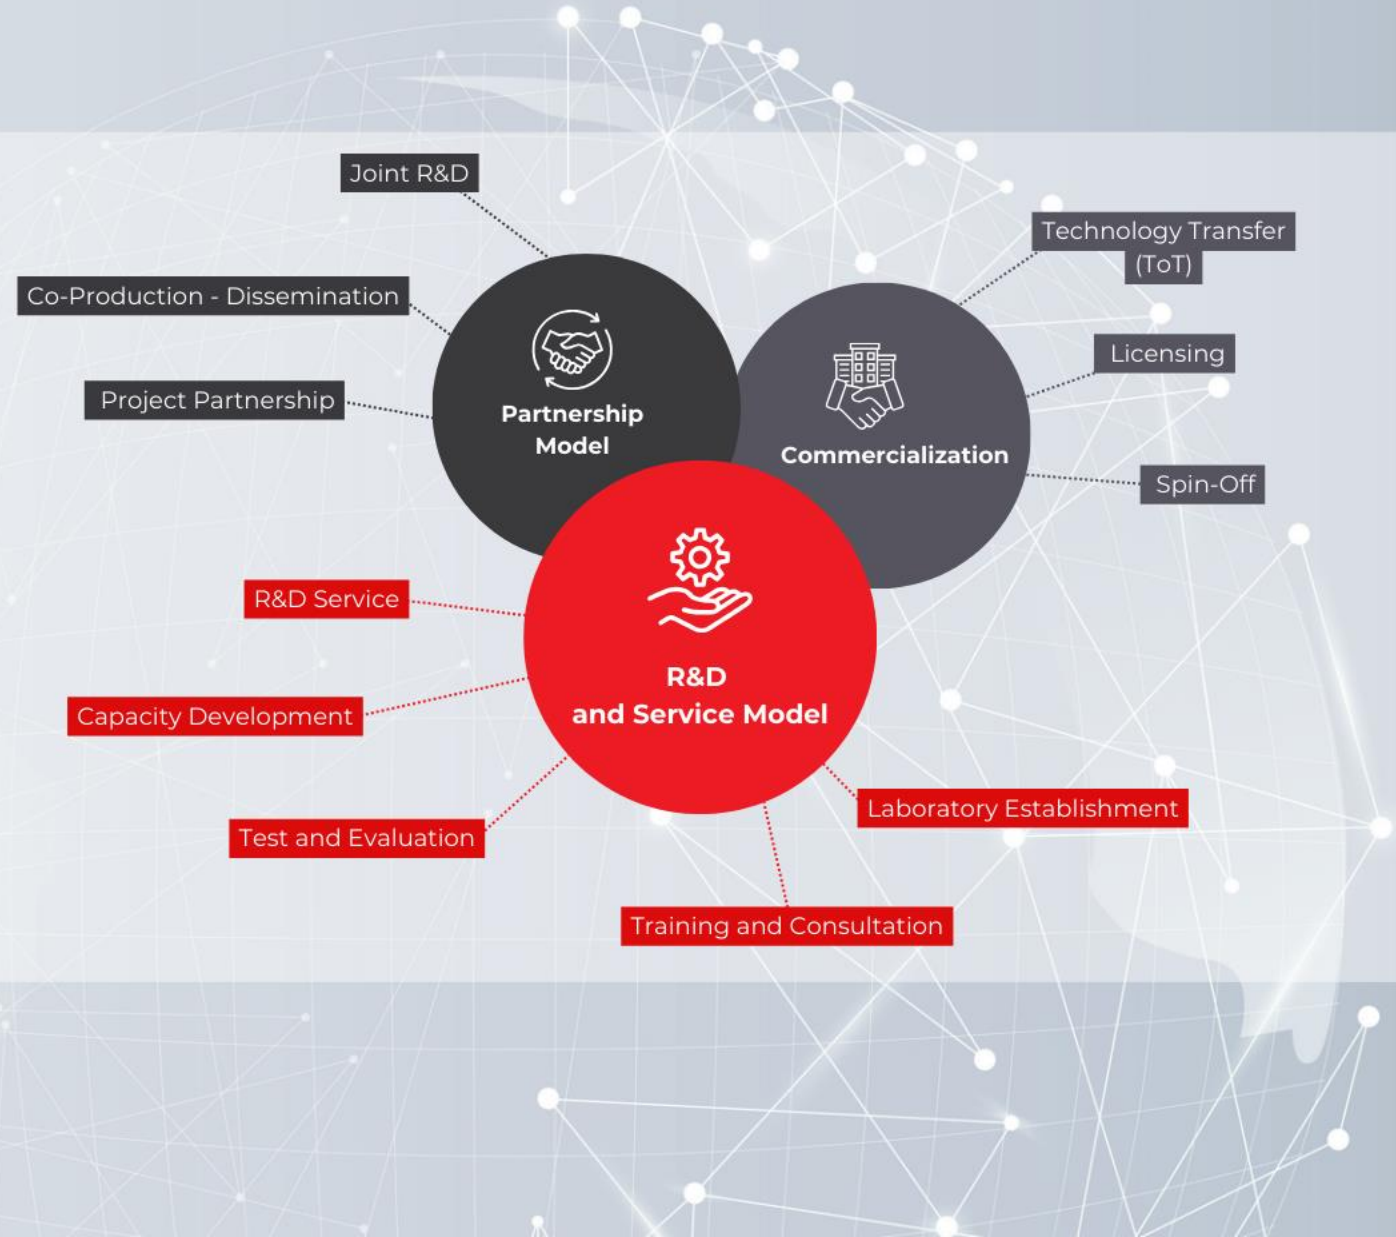 Joint R&D
Co-Production - Dissemination
Project Partnership
Partnership
Model
Technology Transfer
(ToT)
Licensing
Spin-Off
Commercialization
R&D Service
Capacity Development
Test and Evaluation
R&D
and Service Model
Laboratory Establishment
Training and Consultation